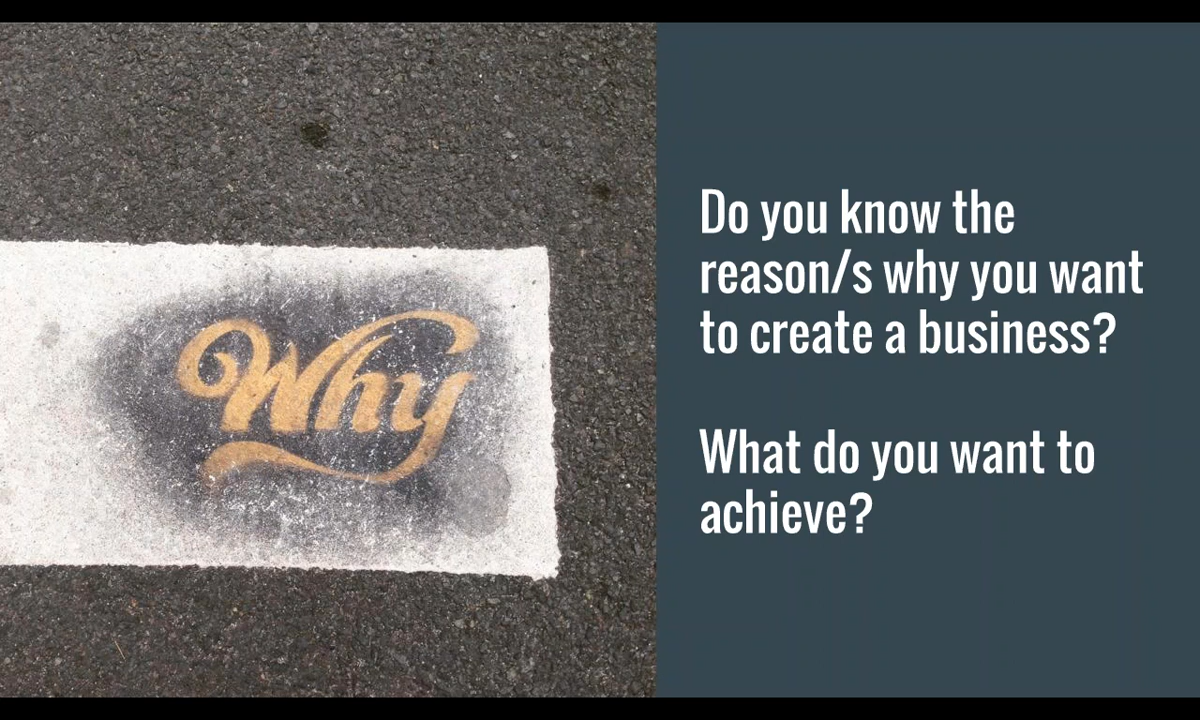 Why
Do you know the
reason/s why you want
to create a business?
What do you want to
achieve?